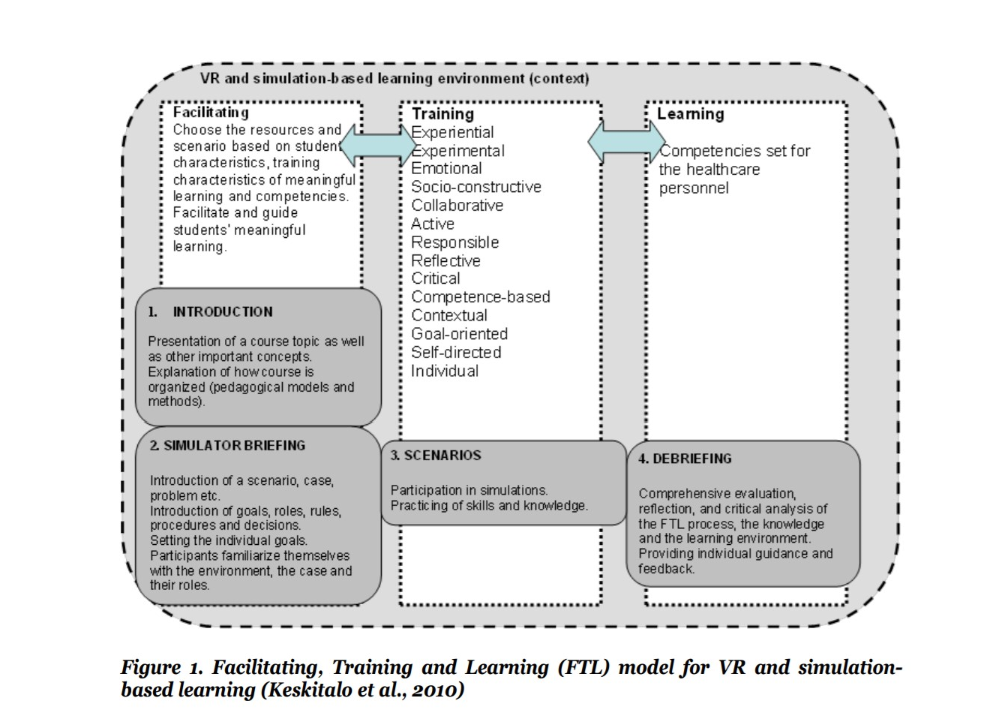 VR and simulation-based learning environment (context)
Facilitating
Choose the resources and
scenario based on student
characteristics, training
characteristics of meaningful
learning and competencies.
Facilitate and guide
students' meaningful
learning.
Training
Experiential
Experimental
Emotional
Socio-constructive
Collaborative
Active
Responsible
Reflective
Critical
Competence-based
Contextual
Goal-oriented
Self-directed
Individual
Learning
Competencies set for
the healthcare
personnel
1. INTRODUCTION
Presentation of a course topic as well
as other important concepts.
Explanation of how course is
organized (pedagogical models and
methods).
2. SIMULATOR BRIEFING
Introduction of a scenario, case,
problem etc.
Introduction of goals, roles, rules,
procedures and decisions.
Setting the individual goals.
Participants familiarize themselves
with the environment, the case and
their roles.
3. SCENARIOS
Participation in simulations.
Practicing of skills and knowledge.
4. DEBRIEFING
Comprehensive evaluation,
reflection, and critical analysis of
the FTL process, the knowledge
and the learning environment.
Providing individual guidance and
feedback.
Figure 1. Facilitating, Training and Learning (FTL) model for VR and simulation-
based learning (Keskitalo et al., 2010)